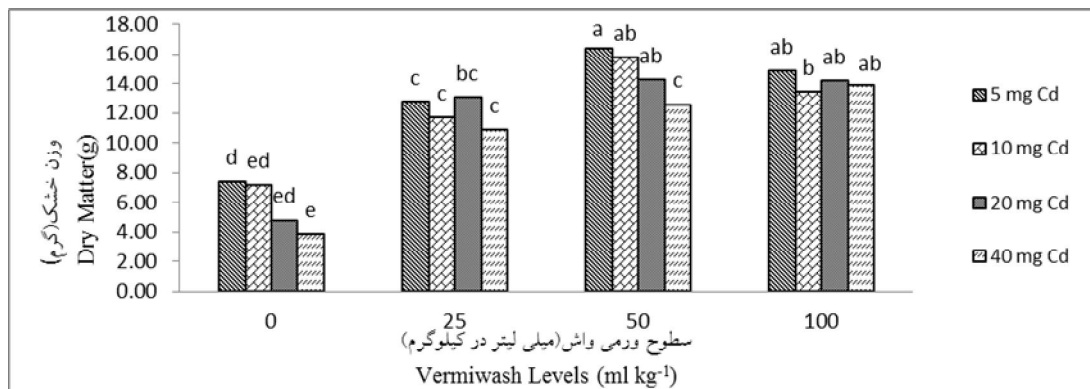 18.00
16.00
14.00
12.00
10.00
8.00
6.00
4.00
2.00
0.00
وزن خشک(گرم)
Dry Matter(g)
d ed ed e
c c bc c
a ab ab c
ab b ab ab
0 25 50 100
سطوح ورمی واش(میلی لیتر در کیلوگرم)
Vermiwash Levels (ml kg⁻¹)
5 mg Cd
10 mg Cd
20 mg Cd
40 mg Cd